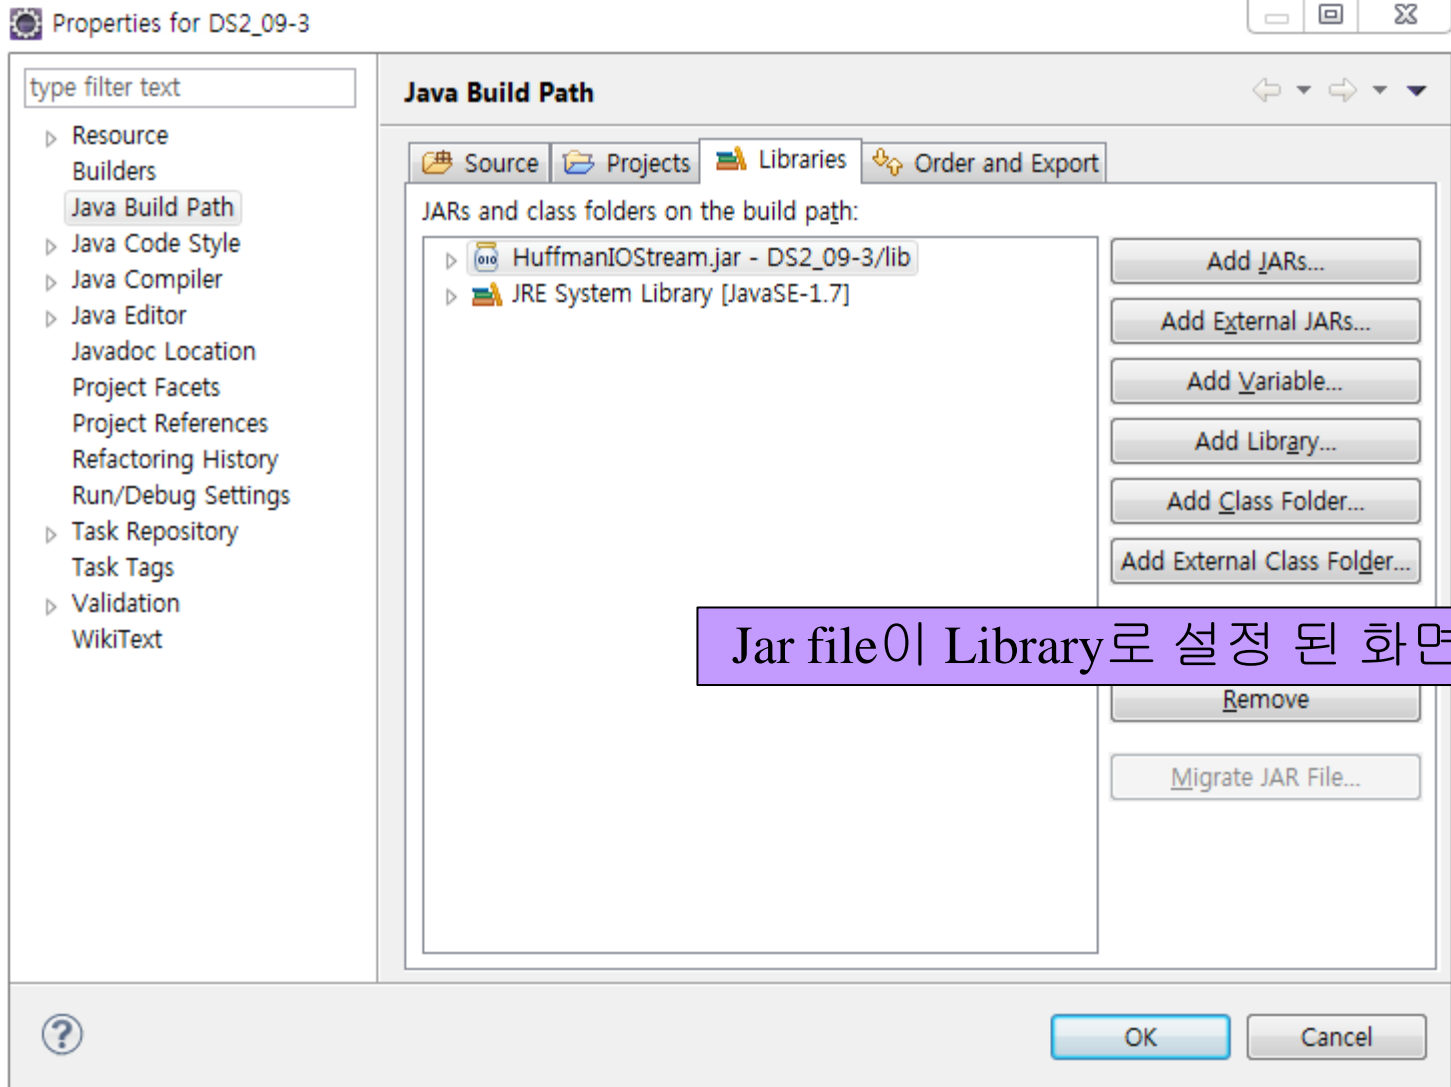 Properties for DS2_09-3
type filter text
Resource
Builders
Java Build Path
Java Code Style
Java Compiler
Java Editor
Javadoc Location
Project Facets
Project References
Refactoring History
Run/Debug Settings
Task Repository
Task Tags
Validation
WikiText
Java Build Path
Source Projects Libraries Order and Export
JARs and class folders on the build path:
HuffmanIOStream.jar - DS2_09-3/lib
JRE System Library [JavaSE-1.7]
Add JARs...
Add External JARs...
Add Variable...
Add Library...
Add Class Folder...
Add External Class Folder...
Jar file이 Library로 설정 된 화면
Remove
Migrate JAR File...
OK
Cancel